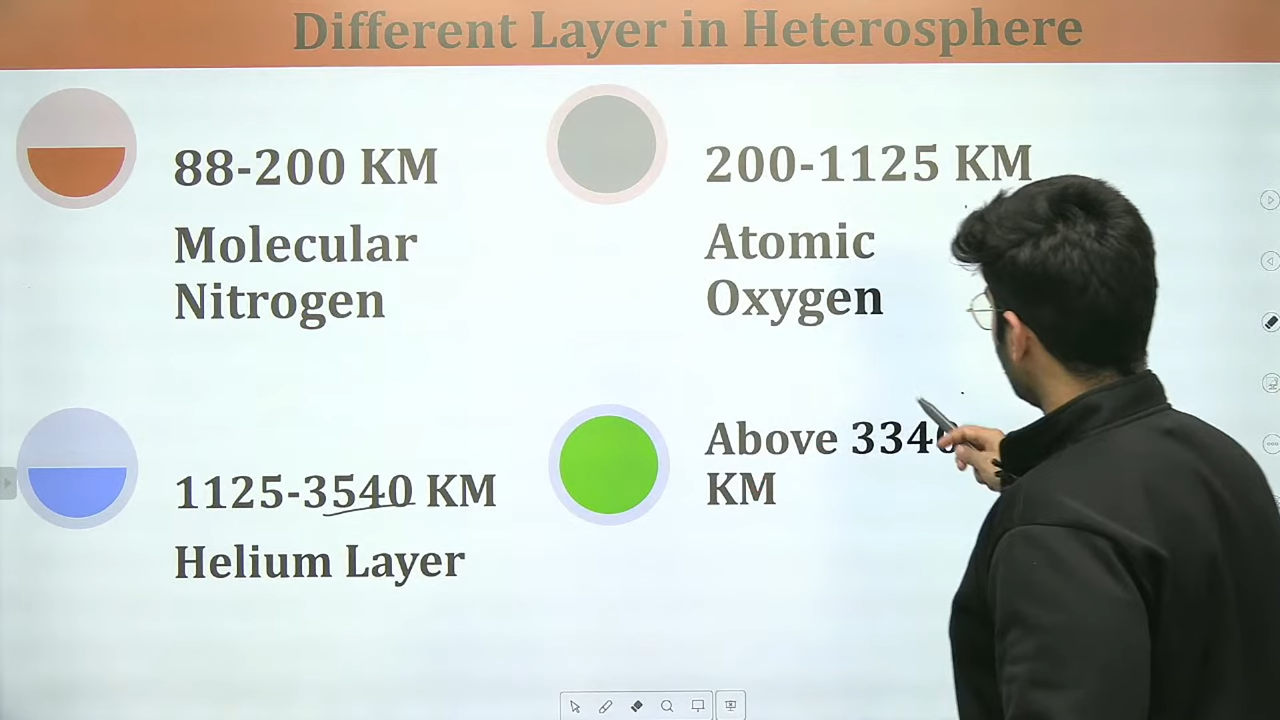 Different Layer in Heterosphere
88-200 KM
Molecular
Nitrogen
200-1125 KM
Atomic
Oxygen
1125-3540 KM
Helium Layer
Above 3340
KM